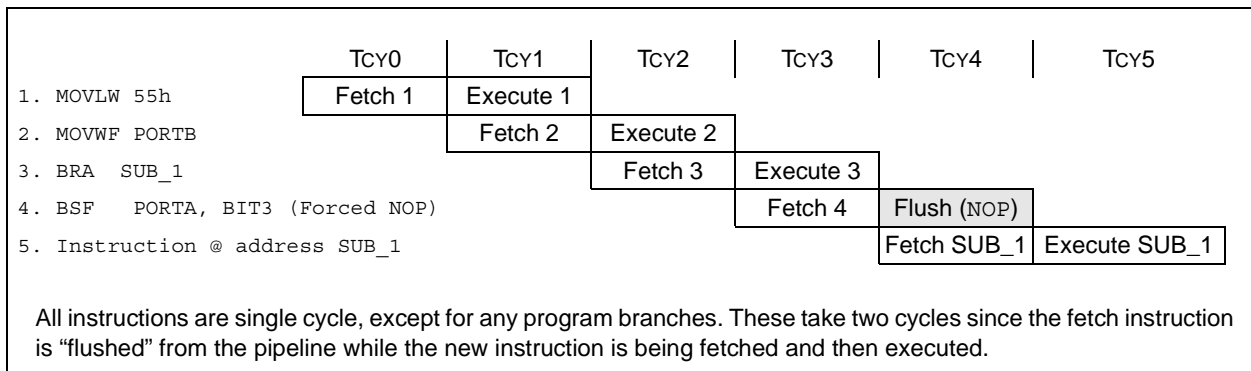 TCY0 TCY1 TCY2 TCY3 TCY4 TCY5
1. MOVLW 55h Fetch 1 Execute 1
2. MOVWF PORTB Fetch 2 Execute 2
3. BRA SUB_1 Fetch 3 Execute 3
4. BSF PORTA, BIT3 (Forced NOP) Fetch 4 Flush (NOP)
5. Instruction @ address SUB_1 Fetch SUB_1 Execute SUB_1
All instructions are single cycle, except for any program branches. These take two cycles since the fetch instruction
is “flushed” from the pipeline while the new instruction is being fetched and then executed.